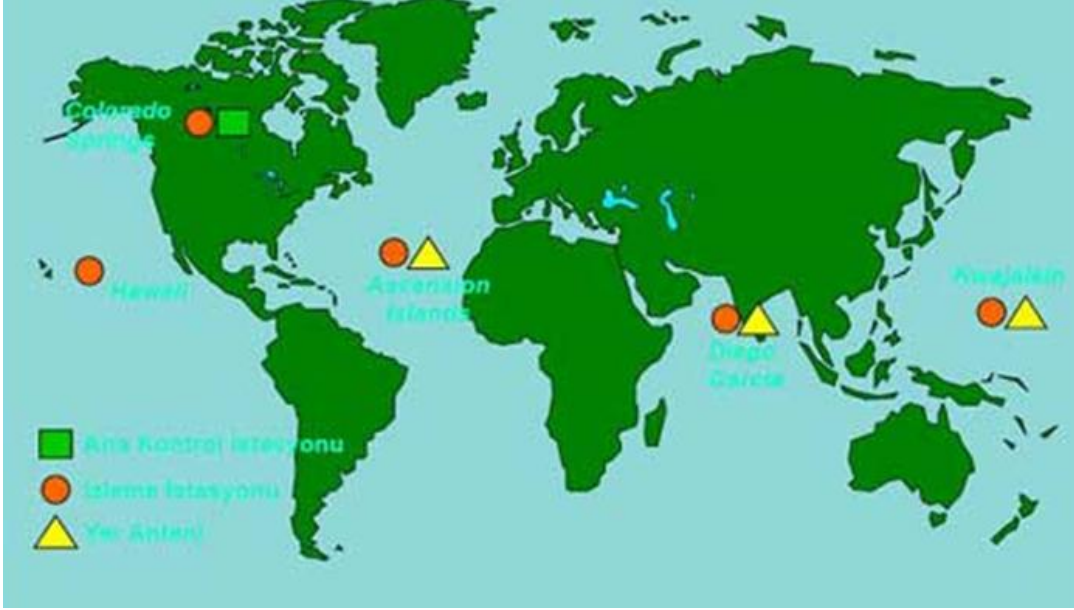 Colorado
Springs
Hawaii
Ascension
Islands
Kwajalein
Diego
Garcia
Ana Kontrol İstasyonu
İzleme İstasyonu
Yer Anteni